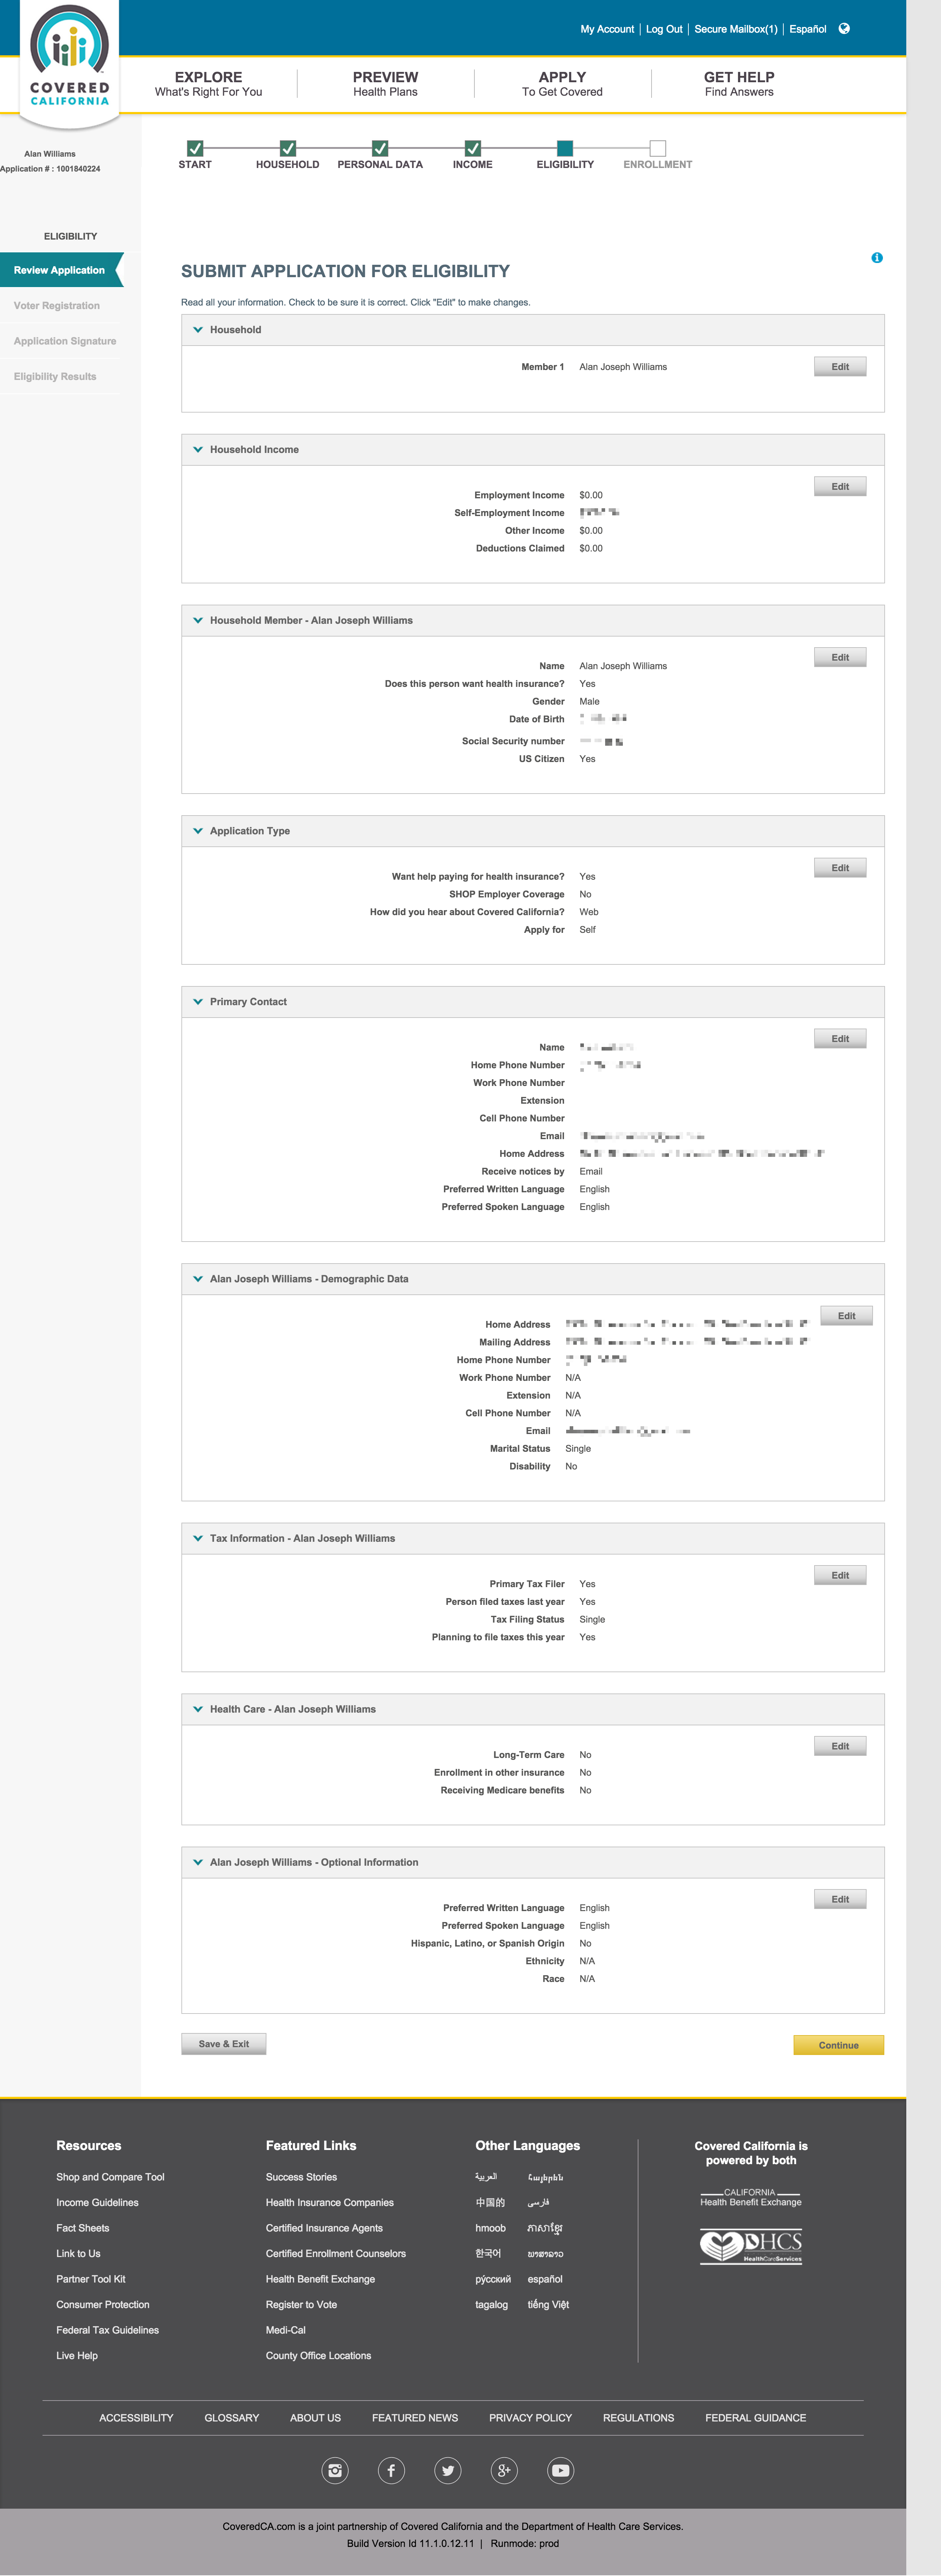 My Account | Log Out | Secure Mailbox(1) | Español
COVERED
CALIFORNIA
EXPLORE
What's Right For You
PREVIEW
Health Plans
APPLY
To Get Covered
GET HELP
Find Answers
Alan Williams
Application # : 1001840224
START
HOUSEHOLD
PERSONAL DATA
INCOME
ELIGIBILITY
ENROLLMENT
ELIGIBILITY
Review Application
Voter Registration
Application Signature
Eligibility Results
SUBMIT APPLICATION FOR ELIGIBILITY
Read all your information. Check to be sure it is correct. Click "Edit" to make changes.
Household
Member 1 Alan Joseph Williams
Edit
Household Income
Edit
Employment Income $0.00
Self-Employment Income
Other Income $0.00
Deductions Claimed $0.00
Household Member - Alan Joseph Williams
Edit
Name Alan Joseph Williams
Does this person want health insurance? Yes
Gender Male
Date of Birth
Social Security number
US Citizen Yes
Application Type
Edit
Want help paying for health insurance? Yes
SHOP Employer Coverage No
How did you hear about Covered California? Web
Apply for Self
Primary Contact
Edit
Name
Home Phone Number
Work Phone Number
Extension
Cell Phone Number
Email
Home Address
Receive notices by Email
Preferred Written Language English
Preferred Spoken Language English
Alan Joseph Williams - Demographic Data
Edit
Home Address
Mailing Address
Home Phone Number
Work Phone Number N/A
Extension N/A
Cell Phone Number N/A
Email
Marital Status Single
Disability No
Tax Information - Alan Joseph Williams
Edit
Primary Tax Filer Yes
Person filed taxes last year Yes
Tax Filing Status Single
Planning to file taxes this year Yes
Health Care - Alan Joseph Williams
Edit
Long-Term Care No
Enrollment in other insurance No
Receiving Medicare benefits No
Alan Joseph Williams - Optional Information
Edit
Preferred Written Language English
Preferred Spoken Language English
Hispanic, Latino, or Spanish Origin No
Ethnicity N/A
Race N/A
Save & Exit
Continue
Resources
Shop and Compare Tool
Income Guidelines
Fact Sheets
Link to Us
Partner Tool Kit
Consumer Protection
Federal Tax Guidelines
Live Help
Featured Links
Success Stories
Health Insurance Companies
Certified Insurance Agents
Certified Enrollment Counselors
Health Benefit Exchange
Register to Vote
Medi-Cal
County Office Locations
Other Languages
العربية Հայերեն
中国的 فارسی
hmoob ភាសាខ្មែរ
한국어 ພາສາລາວ
ру́сский español
tagalog tiếng Việt
Covered California is
powered by both
CALIFORNIA
Health Benefit Exchange
DHCS
HealthCareServices
ACCESSIBILITY GLOSSARY ABOUT US FEATURED NEWS PRIVACY POLICY REGULATIONS FEDERAL GUIDANCE
CoveredCA.com is a joint partnership of Covered California and the Department of Health Care Services.
Build Version Id 11.1.0.12.11 | Runmode: prod